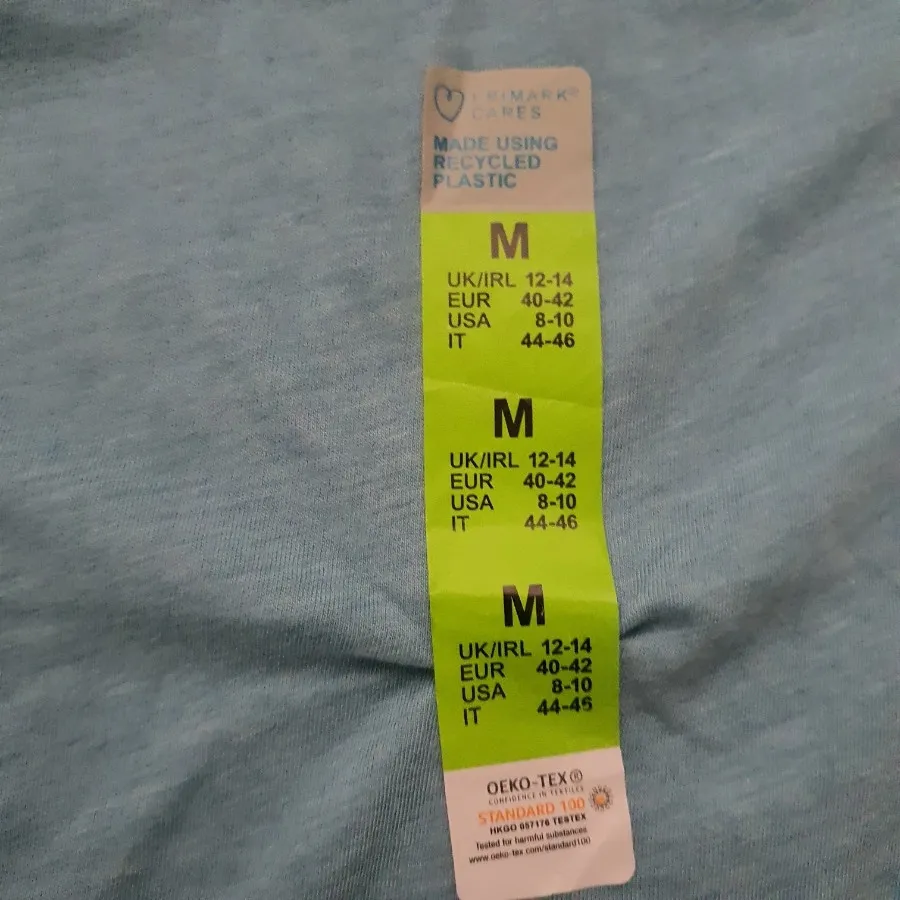 PRIMARK®
CARES
MADE USING
RECYCLED
PLASTIC
M
UK/IRL 12-14
EUR 40-42
USA 8-10
IT 44-46
M
UK/IRL 12-14
EUR 40-42
USA 8-10
IT 44-46
M
UK/IRL 12-14
EUR 40-42
USA 8-10
IT 44-46
OEKO-TEX®
CONFIDENCE IN TEXTILES
STANDARD 100
HKGO 057176 TESTEX
Tested for harmful substances
www.oeko-tex.com/standard100